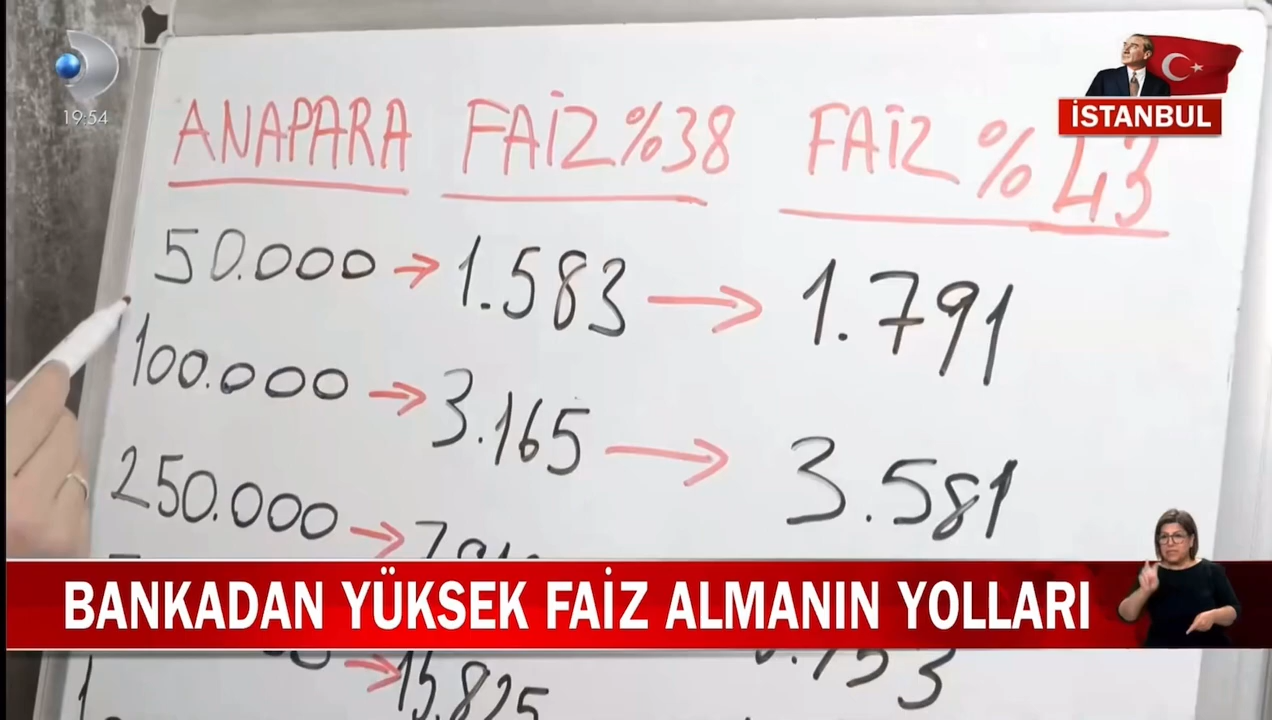 19:54
İSTANBUL
ANAPARA FAİZ %38 FAİZ %43
50.000 → 1.583 → 1.791
100.000 → 3.165 → 3.581
250.000 →
BANKADAN YÜKSEK FAİZ ALMANIN YOLLARI
→ 15.825